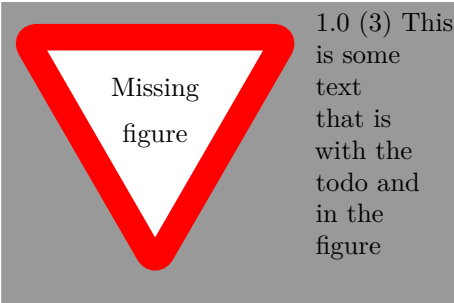 Missing
figure
1.0 (3) This
is some
text
that is
with the
todo and
in the
figure